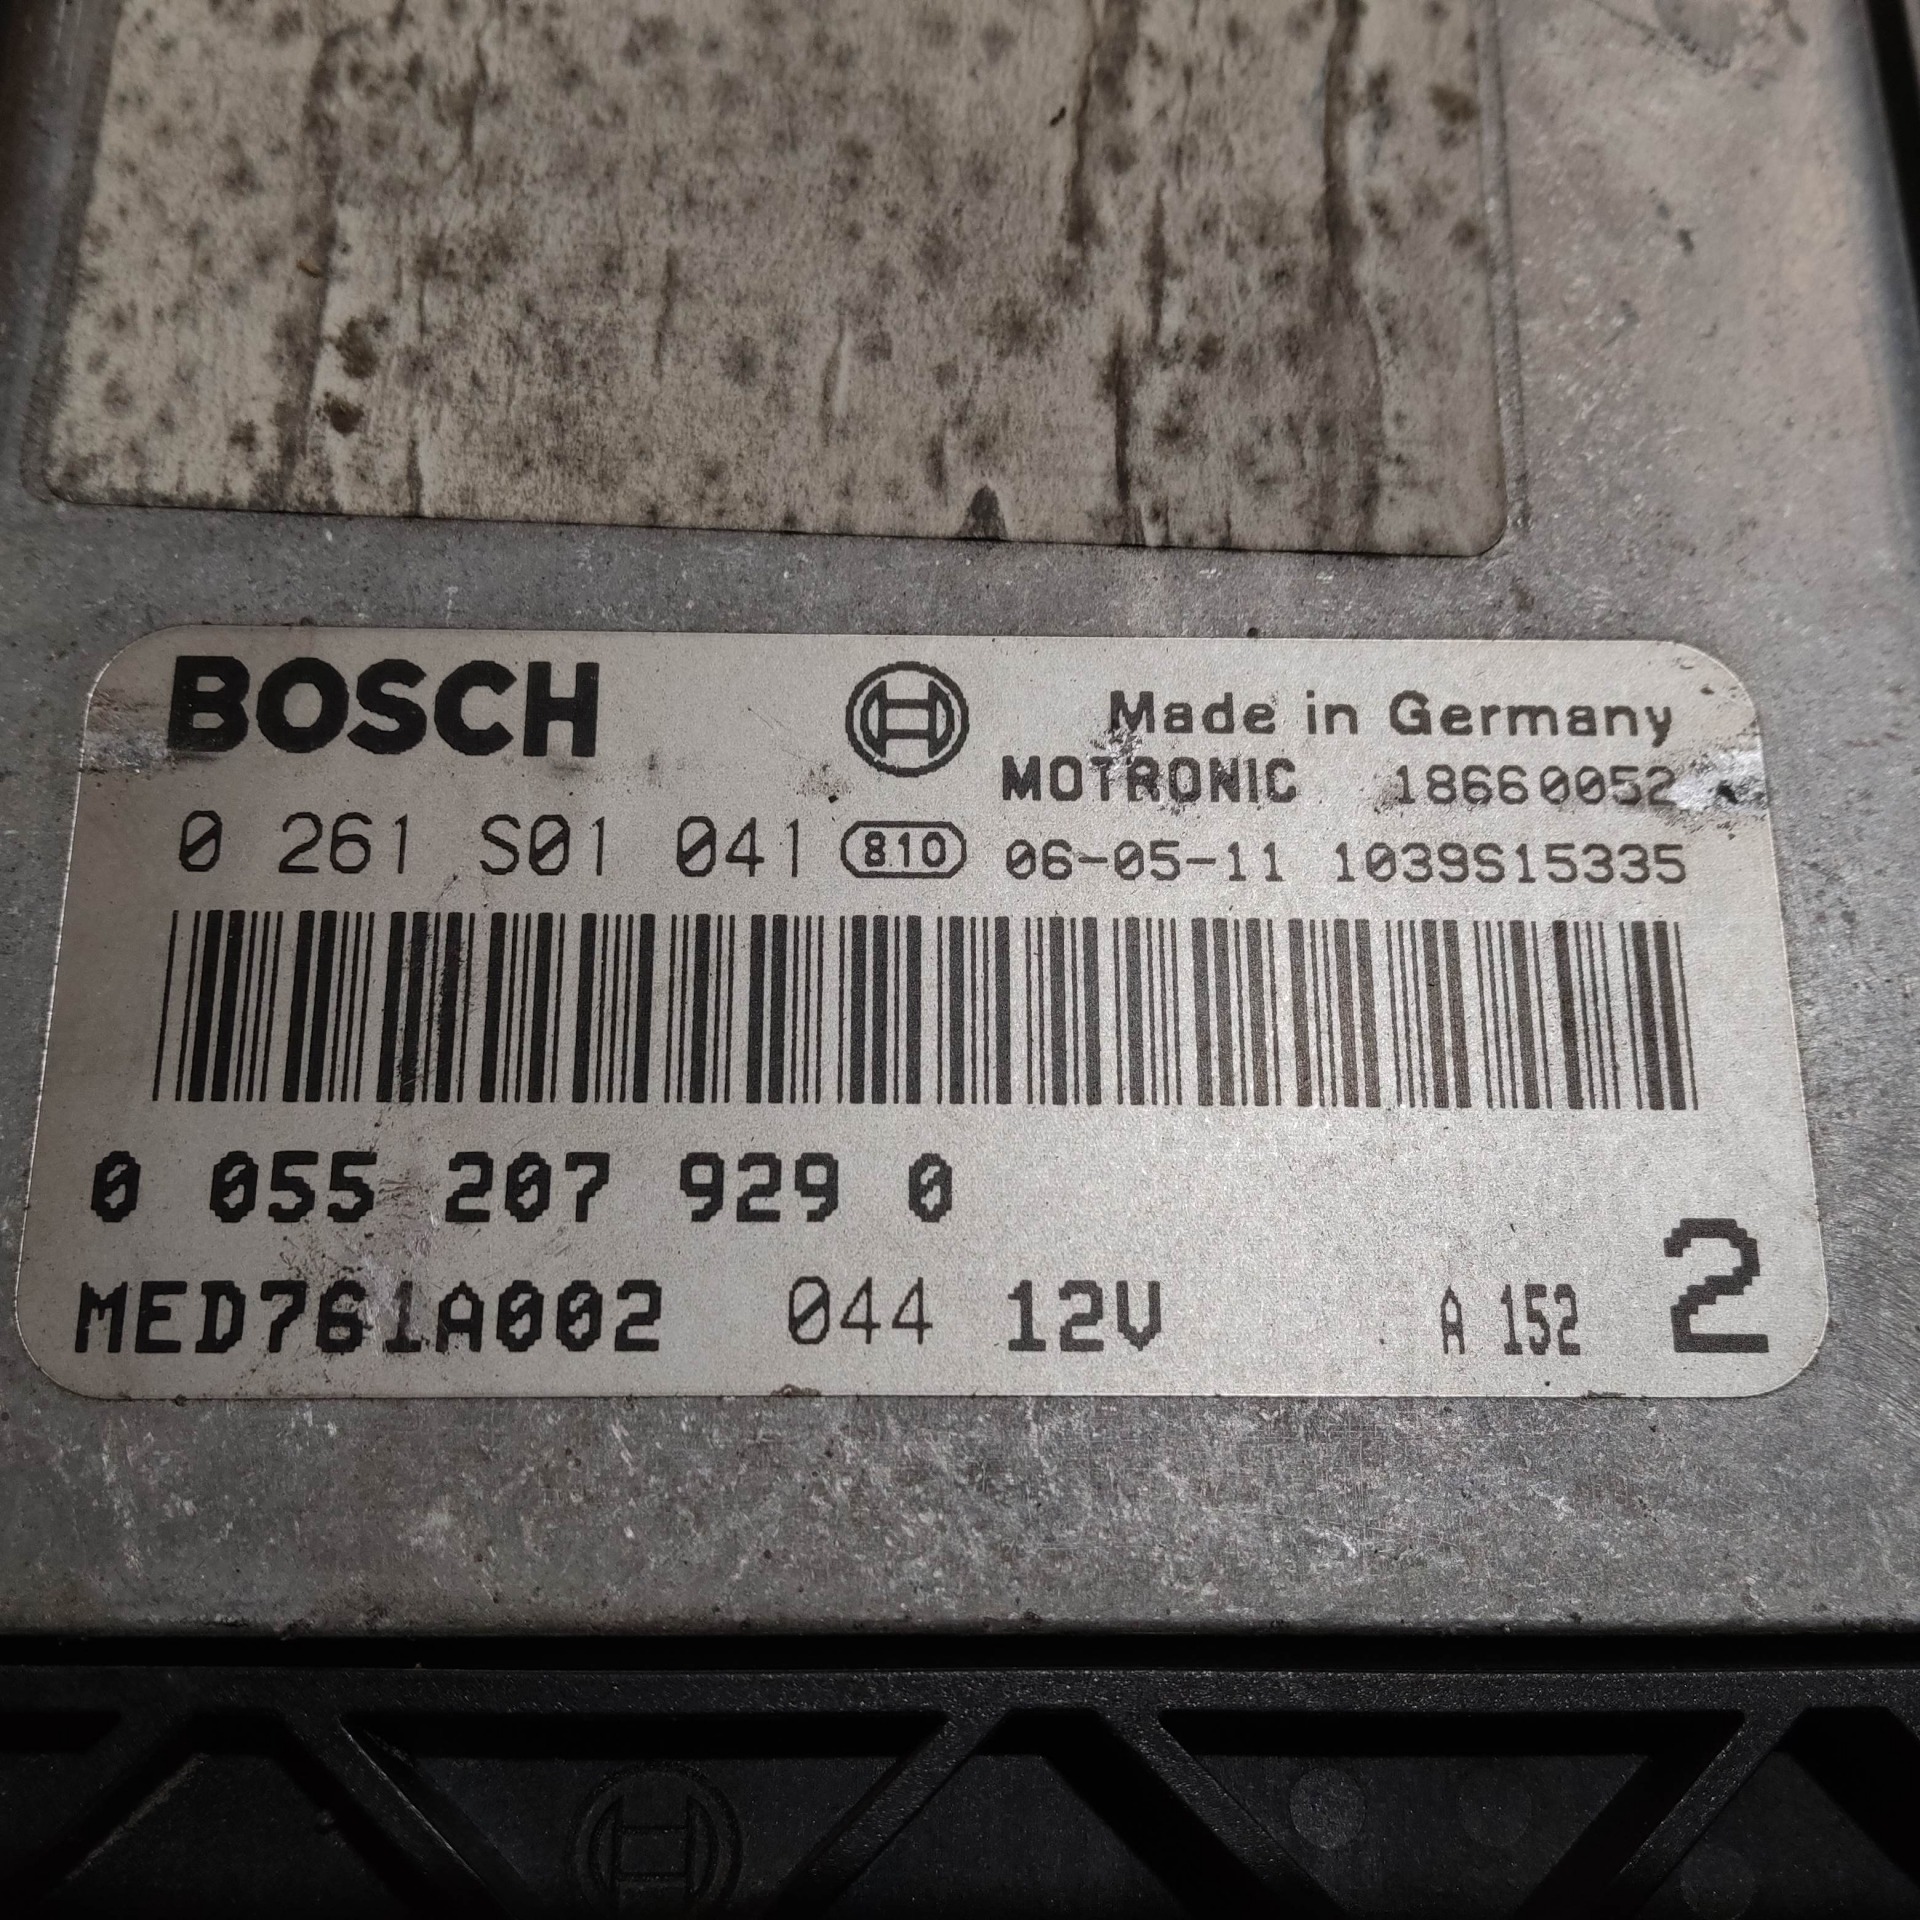 BOSCH
Made in Germany
MOTRONIC 18660052
0 261 S01 041 810 06-05-11 1039S15335
0 055 207 929 0
MED761A002 044 12V A 152 2